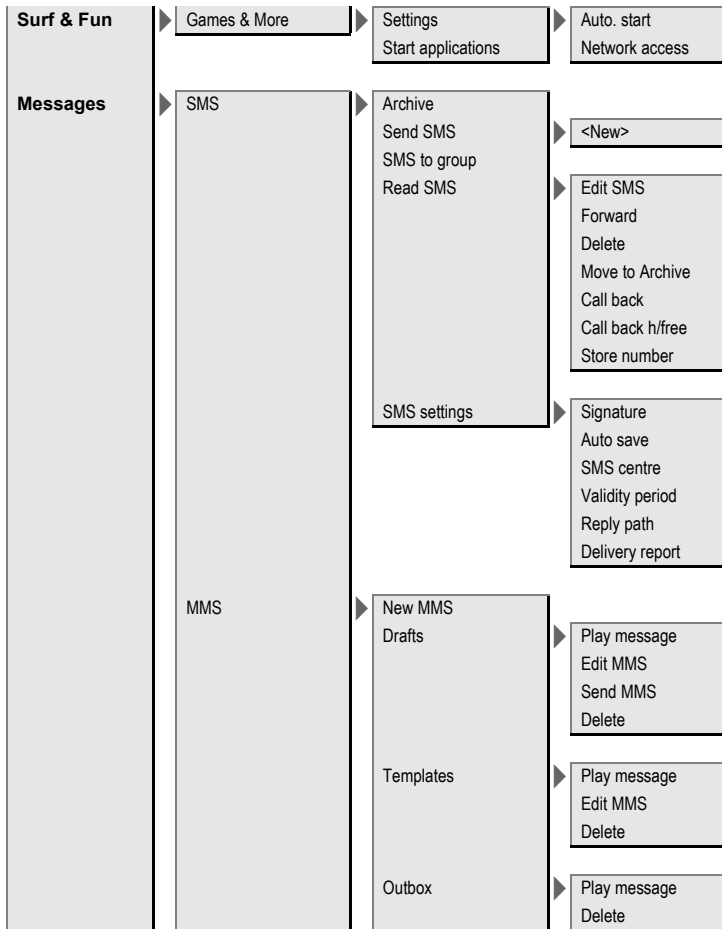 Surf & Fun Games & More Settings Auto. start
Start applications Network access
Messages SMS Archive
Send SMS <New>
SMS to group
Read SMS Edit SMS
Forward
Delete
Move to Archive
Call back
Call back h/free
Store number
SMS settings Signature
Auto save
SMS centre
Validity period
Reply path
Delivery report
MMS New MMS
Drafts Play message
Edit MMS
Send MMS
Delete
Templates Play message
Edit MMS
Delete
Outbox Play message
Delete